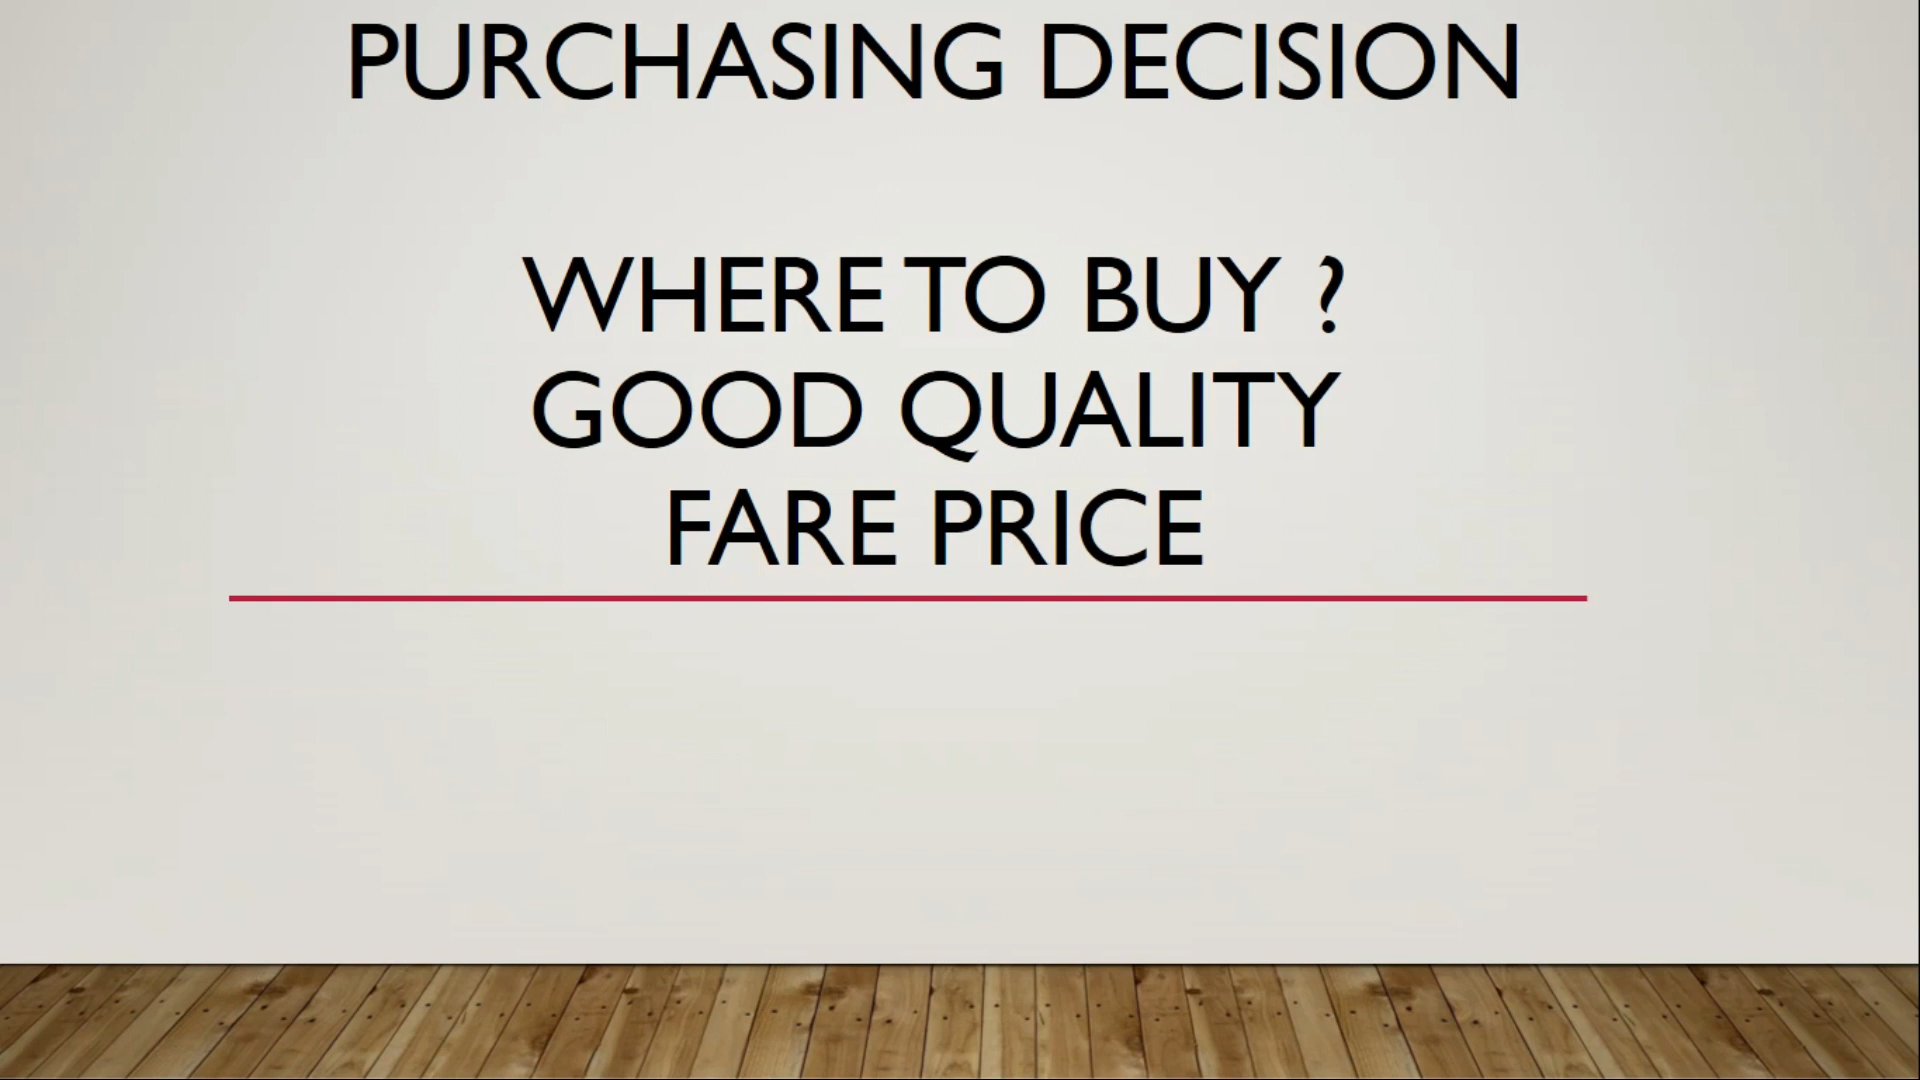 PURCHASING DECISION
WHERE TO BUY ?
GOOD QUALITY
FARE PRICE